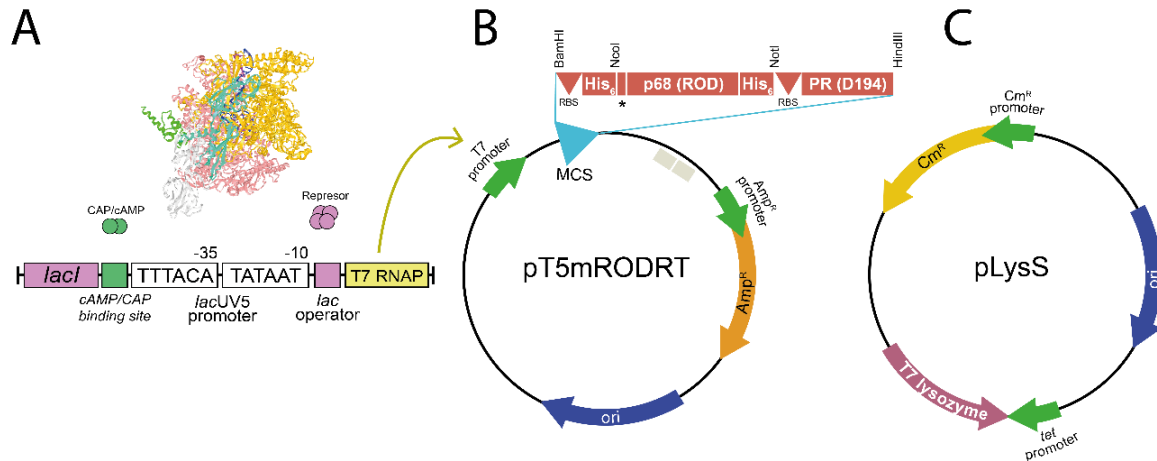 A
CAP/cAMP
Represor
-35
-10
lacI
TTTACA
TATAAT
T7 RNAP
cAMP/CAP
binding site
lacUV5
promoter
lac
operator
B
BamHI
NcoI
NotI
HindIII
His6
p68 (ROD)
His6
PR (D194)
RBS
*
RBS
T7
promoter
MCS
AmpR
promoter
AmpR
pT5mRODRT
ori
C
CmR
promoter
CmR
pLysS
ori
T7 lysozyme
tet
promoter